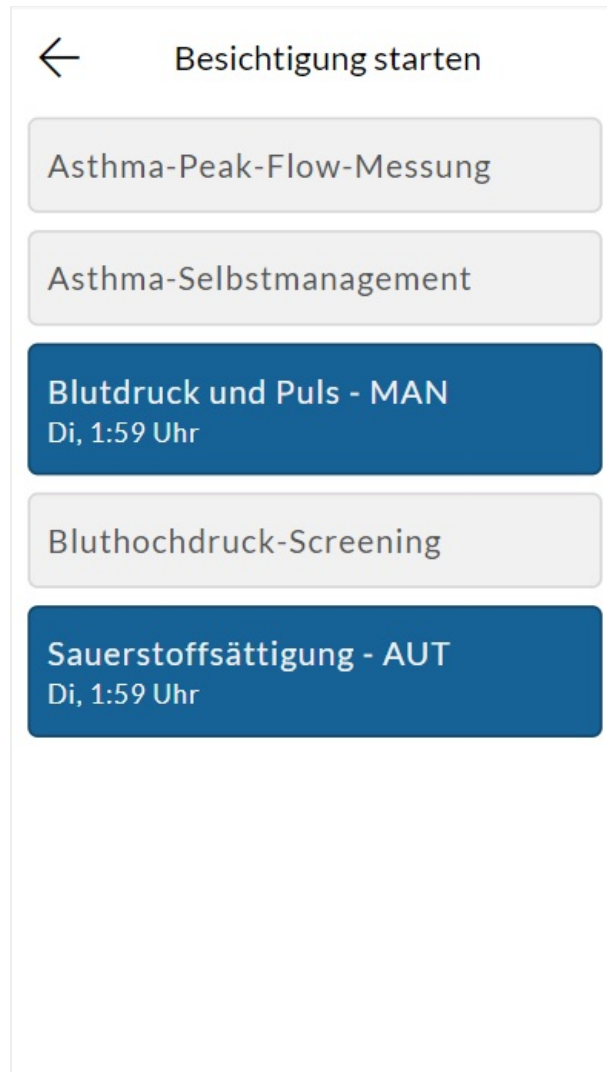 Besichtigung starten
Asthma-Peak-Flow-Messung
Asthma-Selbstmanagement
Blutdruck und Puls - MAN
Di, 1:59 Uhr
Bluthochdruck-Screening
Sauerstoffsättigung - AUT
Di, 1:59 Uhr